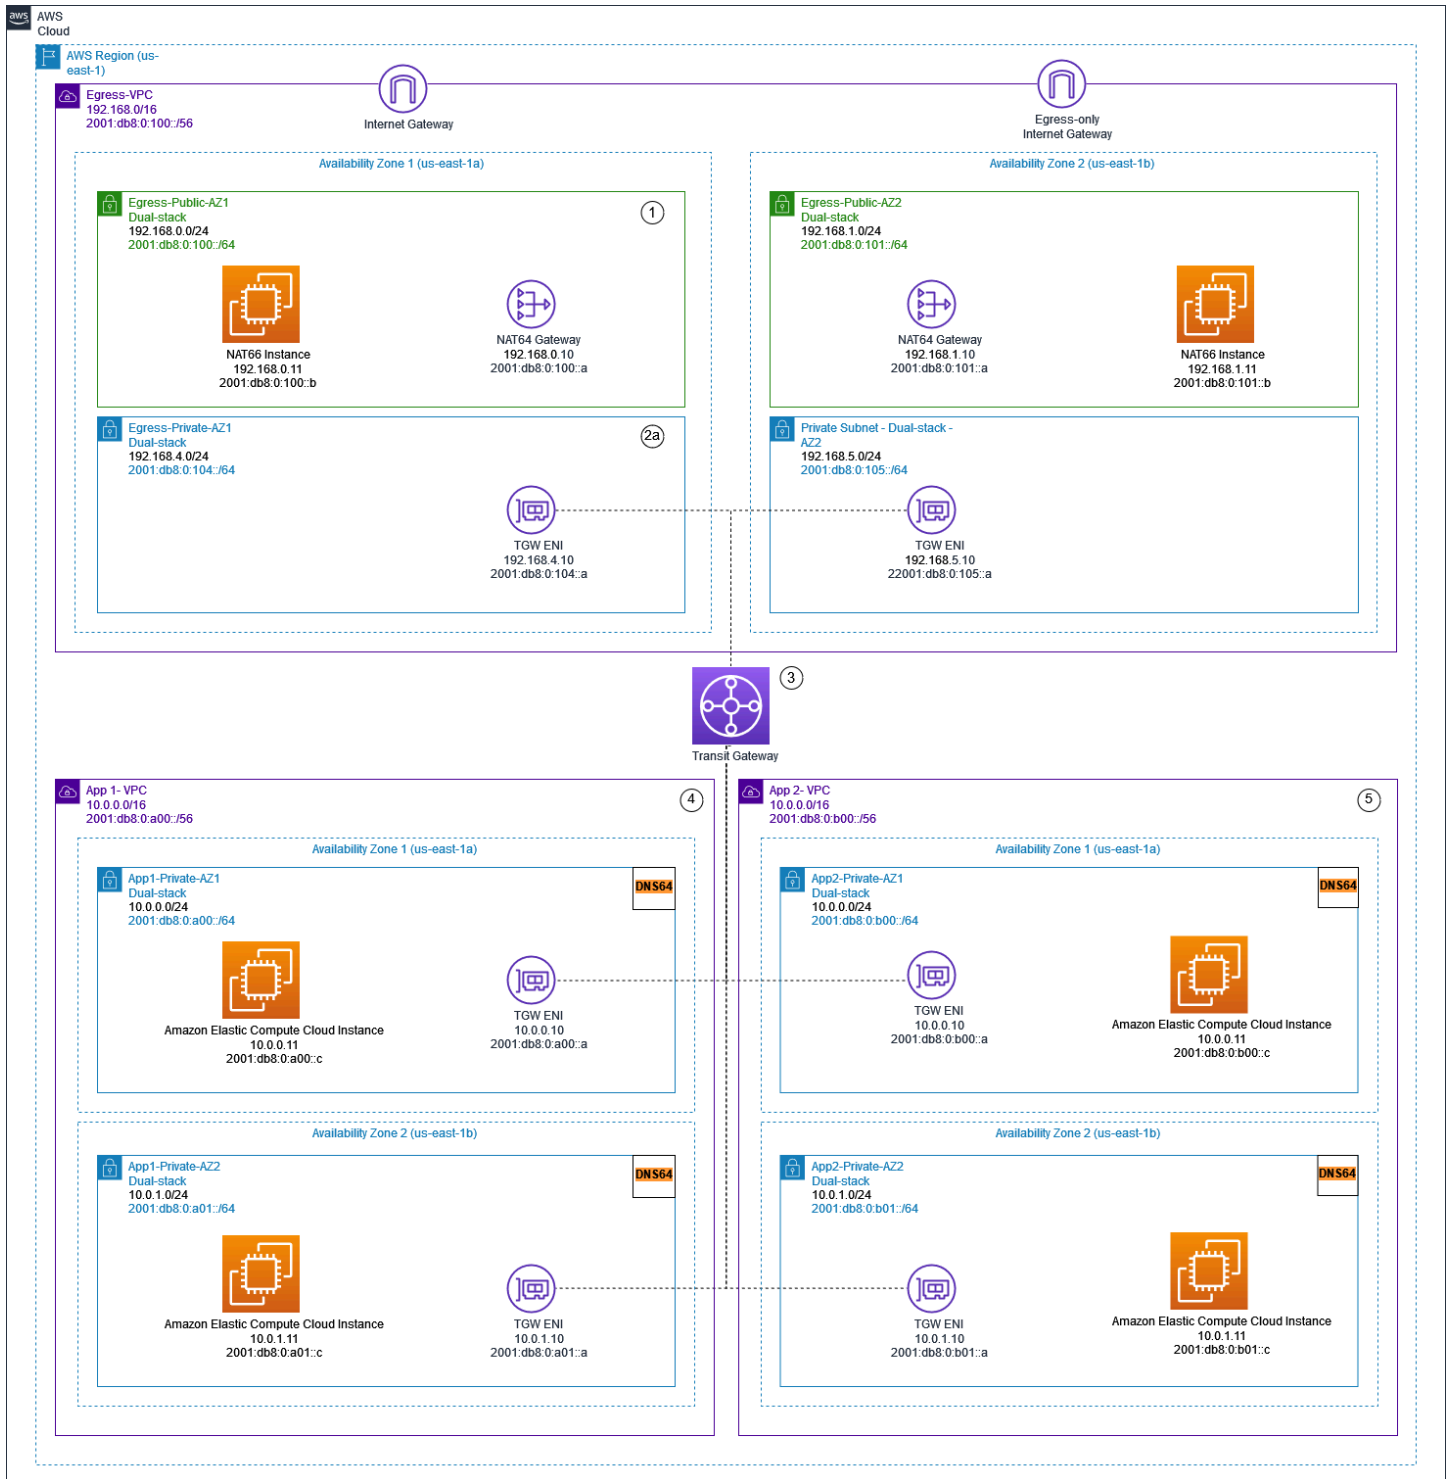 aws
AWS
Cloud
AWS Region (us-
east-1)
Egress-VPC
192.168.0/16
2001:db8:0:100::/56
Internet Gateway
Egress-only
Internet Gateway
Availability Zone 1 (us-east-1a)
Egress-Public-AZ1
Dual-stack
192.168.0.0/24
2001:db8:0:100::/64
1
NAT66 Instance
192.168.0.11
2001:db8:0:100::b
NAT64 Gateway
192.168.0.10
2001:db8:0:100::a
Egress-Private-AZ1
Dual-stack
192.168.4.0/24
2001:db8:0:104::/64
2a
TGW ENI
192.168.4.10
2001:db8:0:104::a
Availability Zone 2 (us-east-1b)
Egress-Public-AZ2
Dual-stack
192.168.1.0/24
2001:db8:0:101::/64
NAT64 Gateway
192.168.1.10
2001:db8:0:101::a
NAT66 Instance
192.168.1.11
2001:db8:0:101::b
Private Subnet - Dual-stack -
AZ2
192.168.5.0/24
2001:db8:0:105::/64
TGW ENI
192.168.5.10
22001:db8:0:105::a
3
Transit Gateway
App 1- VPC
10.0.0.0/16
2001:db8:0:a00::/56
4
Availability Zone 1 (us-east-1a)
App1-Private-AZ1
Dual-stack
10.0.0.0/24
2001:db8:0:a00::/64
DNS64
Amazon Elastic Compute Cloud Instance
10.0.0.11
2001:db8:0:a00::c
TGW ENI
10.0.0.10
2001:db8:0:a00::a
Availability Zone 2 (us-east-1b)
App1-Private-AZ2
Dual-stack
10.0.1.0/24
2001:db8:0:a01::/64
DNS64
Amazon Elastic Compute Cloud Instance
10.0.1.11
2001:db8:0:a01::c
TGW ENI
10.0.1.10
2001:db8:0:a01::a
App 2- VPC
10.0.0.0/16
2001:db8:0:b00::/56
5
Availability Zone 1 (us-east-1a)
App2-Private-AZ1
Dual-stack
10.0.0.0/24
2001:db8:0:b00::/64
DNS64
TGW ENI
10.0.0.10
2001:db8:0:b00::a
Amazon Elastic Compute Cloud Instance
10.0.0.11
2001:db8:0:b00::c
Availability Zone 2 (us-east-1b)
App2-Private-AZ2
Dual-stack
10.0.1.0/24
2001:db8:0:b01::/64
DNS64
TGW ENI
10.0.1.10
2001:db8:0:b01::a
Amazon Elastic Compute Cloud Instance
10.0.1.11
2001:db8:0:b01::c